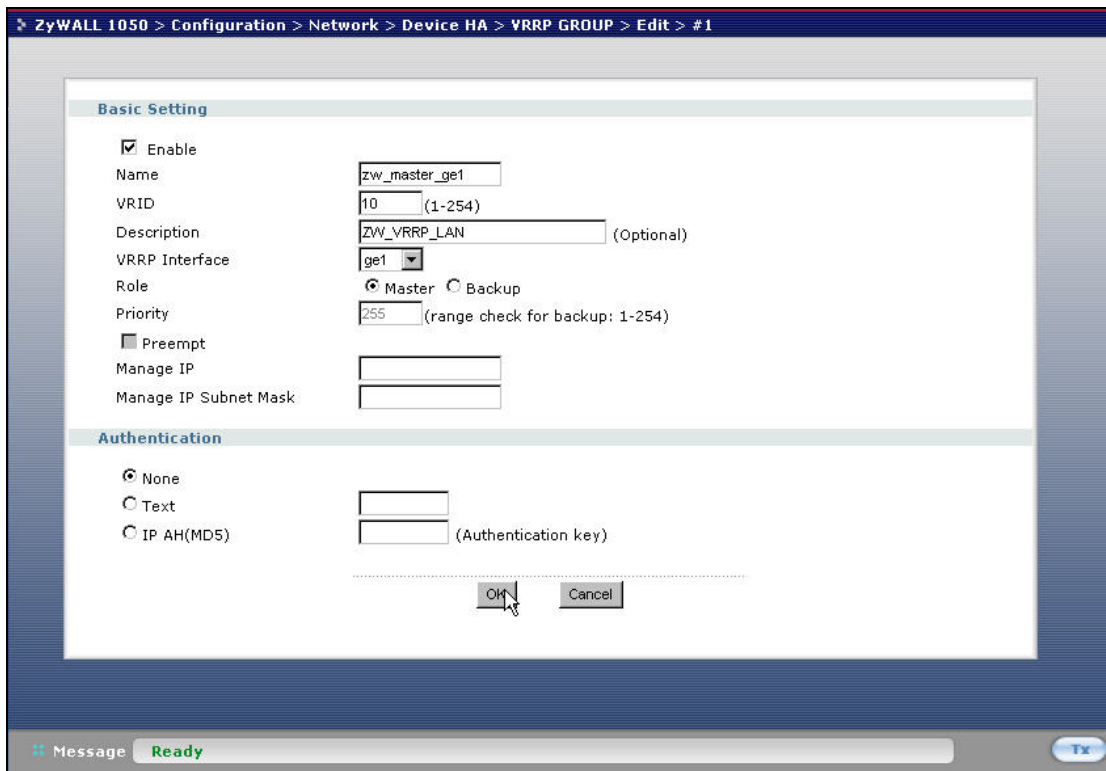 ZyWALL 1050 > Configuration > Network > Device HA > VRRP GROUP > Edit > #1
Basic Setting
Enable
Name zw_master_ge1
VRID 10 (1-254)
Description ZW_VRRP_LAN (Optional)
VRRP Interface ge1
Role Master Backup
Priority 255 (range check for backup: 1-254)
Preempt
Manage IP
Manage IP Subnet Mask
Authentication
None
Text
IP AH(MD5) (Authentication key)
OK Cancel
Message Ready Tx